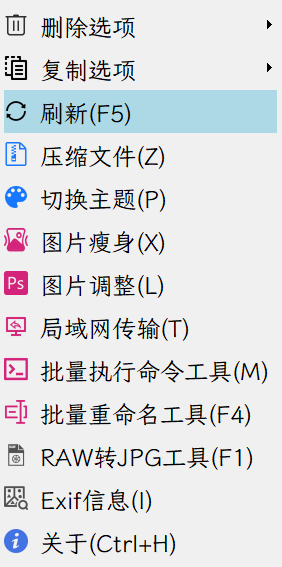 删除选项
复制选项
刷新(F5)
压缩文件(Z)
切换主题(P)
图片瘦身(X)
Ps 图片调整(L)
局域网传输(T)
批量执行命令工具(M)
批量重命名工具(F4)
RAW转JPG工具(F1)
Exif信息(I)
关于(Ctrl+H)